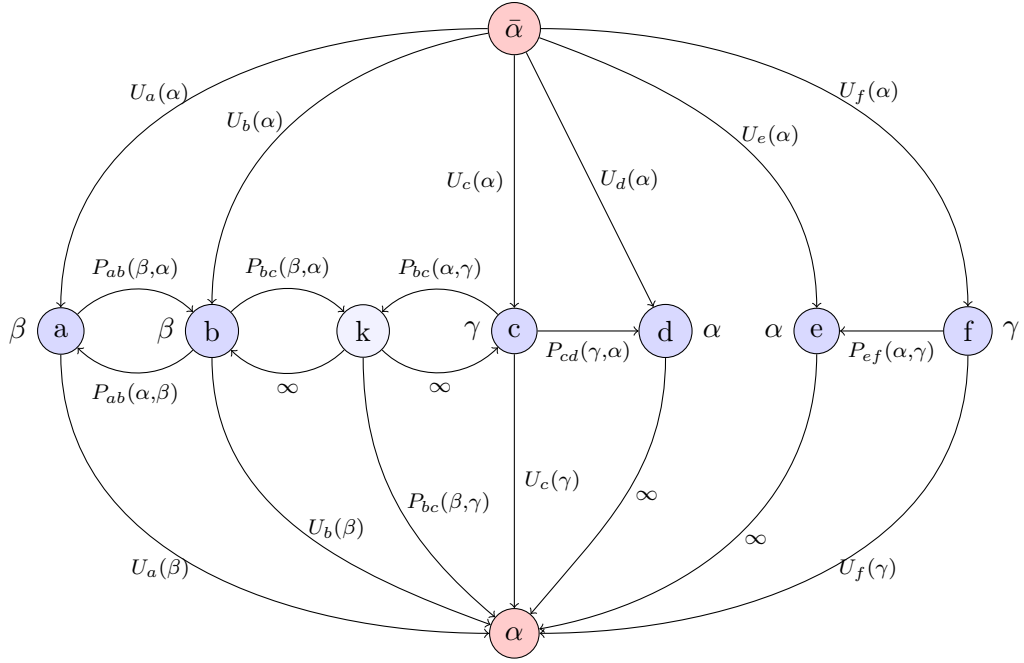 ᾱ
U_a(α)
U_b(α)
U_c(α)
U_d(α)
U_e(α)
U_f(α)
P_ab(β,α)
P_bc(β,α)
P_bc(α,γ)
β a β b k γ c d α α e f γ
P_cd(γ,α)
P_ef(α,γ)
P_ab(α,β)
∞
∞
U_c(γ)
∞
P_bc(β,γ)
U_b(β)
∞
U_a(β)
U_f(γ)
α